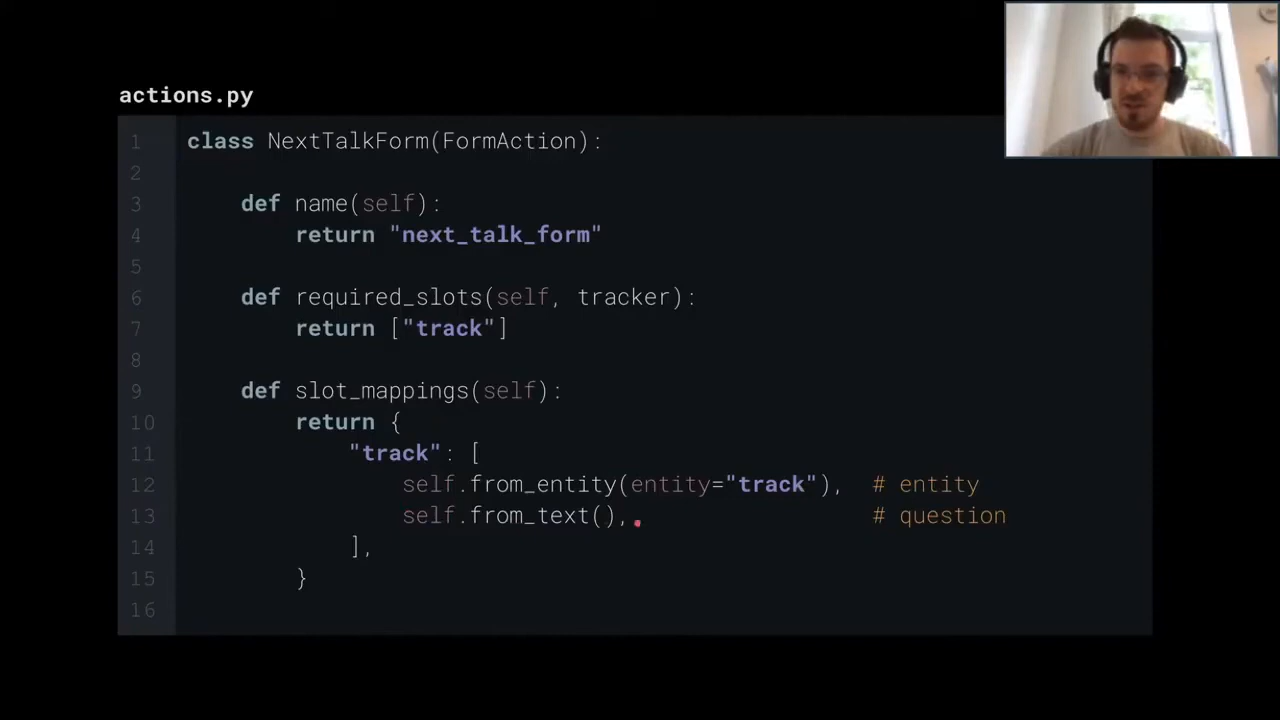 actions.py
1 class NextTalkForm(FormAction):
2
3 def name(self):
4 return "next_talk_form"
5
6 def required_slots(self, tracker):
7 return ["track"]
8
9 def slot_mappings(self):
10 return {
11 "track": [
12 self.from_entity(entity="track"), # entity
13 self.from_text(), # question
14 ],
15 }
16